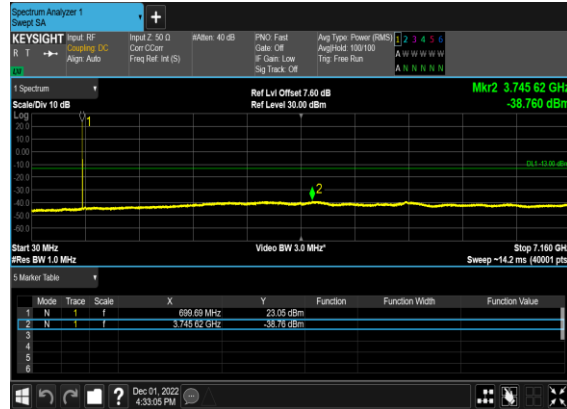 Spectrum Analyzer 1
Swept SA
+
KEYSIGHT Input: RF Input Z: 50 Ω #Atten: 40 dB PNO: Fast Avg Type: Power (RMS) 1 2 3 4 5 6
R T Coupling: DC Corr CCorr Gate: Off Avg|Hold: 100/100 A W W W W W
Align: Auto Freq Ref: Int (S) IF Gain: Low Trig: Free Run
Sig Track: Off A N N N N N
1 Spectrum Ref Lvl Offset 7.60 dB Mkr2 3.745 62 GHz
Scale/Div 10 dB Ref Level 30.00 dBm -38.760 dBm
Log
20.0
10.0
0.00
-10.0
-20.0
-30.0
-40.0
-50.0
-60.0
1
DL1 -13.00 dBm
2
Start 30 MHz Video BW 3.0 MHz* Stop 7.160 GHz
#Res BW 1.0 MHz Sweep ~14.2 ms (40001 pts)
5 Marker Table
Mode Trace Scale X Y Function Function Width Function Value
1 N 1 f 699.69 MHz 23.05 dBm
2 N 1 f 3.745 62 GHz -38.76 dBm
3
4
5
6
? Dec 01, 2022
4:33:05 PM